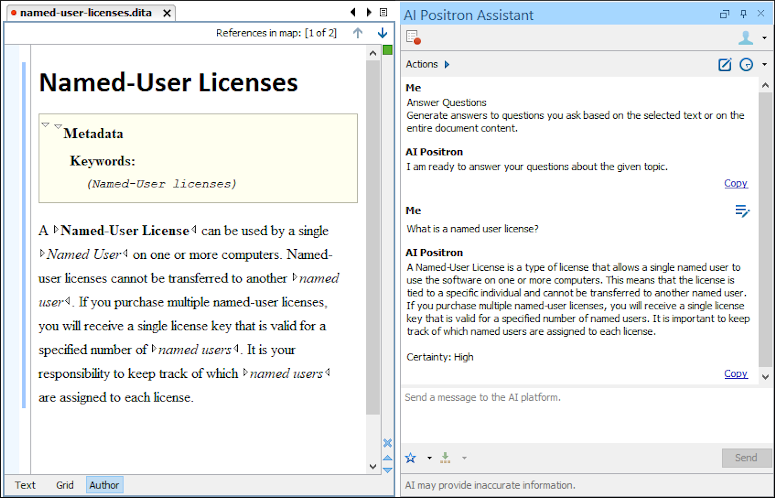 named-user-licenses.dita
References in map: [1 of 2]
Named-User Licenses
Metadata
Keywords:
(Named-User licenses)
A Named-User License can be used by a single
Named User on one or more computers. Named-
user licenses cannot be transferred to another named
user. If you purchase multiple named-user licenses,
you will receive a single license key that is valid for a
specified number of named users. It is your
responsibility to keep track of which named users
are assigned to each license.
Text Grid Author
AI Positron Assistant
Actions
Me
Answer Questions
Generate answers to questions you ask based on the selected text or on the
entire document content.
AI Positron
I am ready to answer your questions about the given topic.
Copy
Me
What is a named user license?
AI Positron
A Named-User License is a type of license that allows a single named user to
use the software on one or more computers. This means that the license is
tied to a specific individual and cannot be transferred to another named user.
If you purchase multiple named-user licenses, you will receive a single license
key that is valid for a specified number of named users. It is important to keep
track of which named users are assigned to each license.
Certainty: High
Copy
Send a message to the AI platform.
Send
AI may provide inaccurate information.